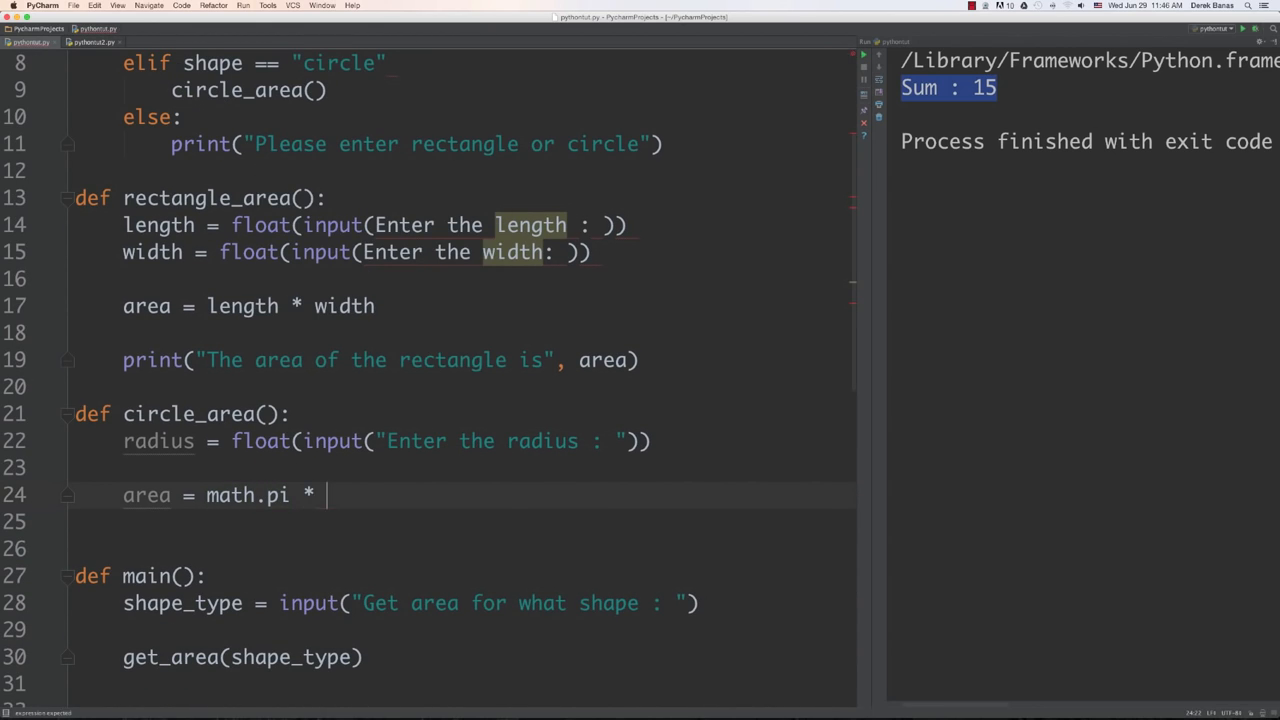 PyCharm File Edit View Navigate Code Refactor Run Tools VCS Window Help 10 100% Wed Jun 29 11:46 AM Derek Banas
pythontut.py - PycharmProjects - [~/PycharmProjects]
PycharmProjects pythontut.py pythontut
pythontut.py pythontut2.py Run: pythontut
8 elif shape == "circle"
9 circle_area()
10 else:
11 print("Please enter rectangle or circle")
12
13 def rectangle_area():
14 length = float(input(Enter the length : ))
15 width = float(input(Enter the width: ))
16
17 area = length * width
18
19 print("The area of the rectangle is", area)
20
21 def circle_area():
22 radius = float(input("Enter the radius : "))
23
24 area = math.pi *
25
26
27 def main():
28 shape_type = input("Get area for what shape : ")
29
30 get_area(shape_type)
31
/Library/Frameworks/Python.frame
Sum : 15
Process finished with exit code
expression expected 24:22 LF÷ UTF-8÷